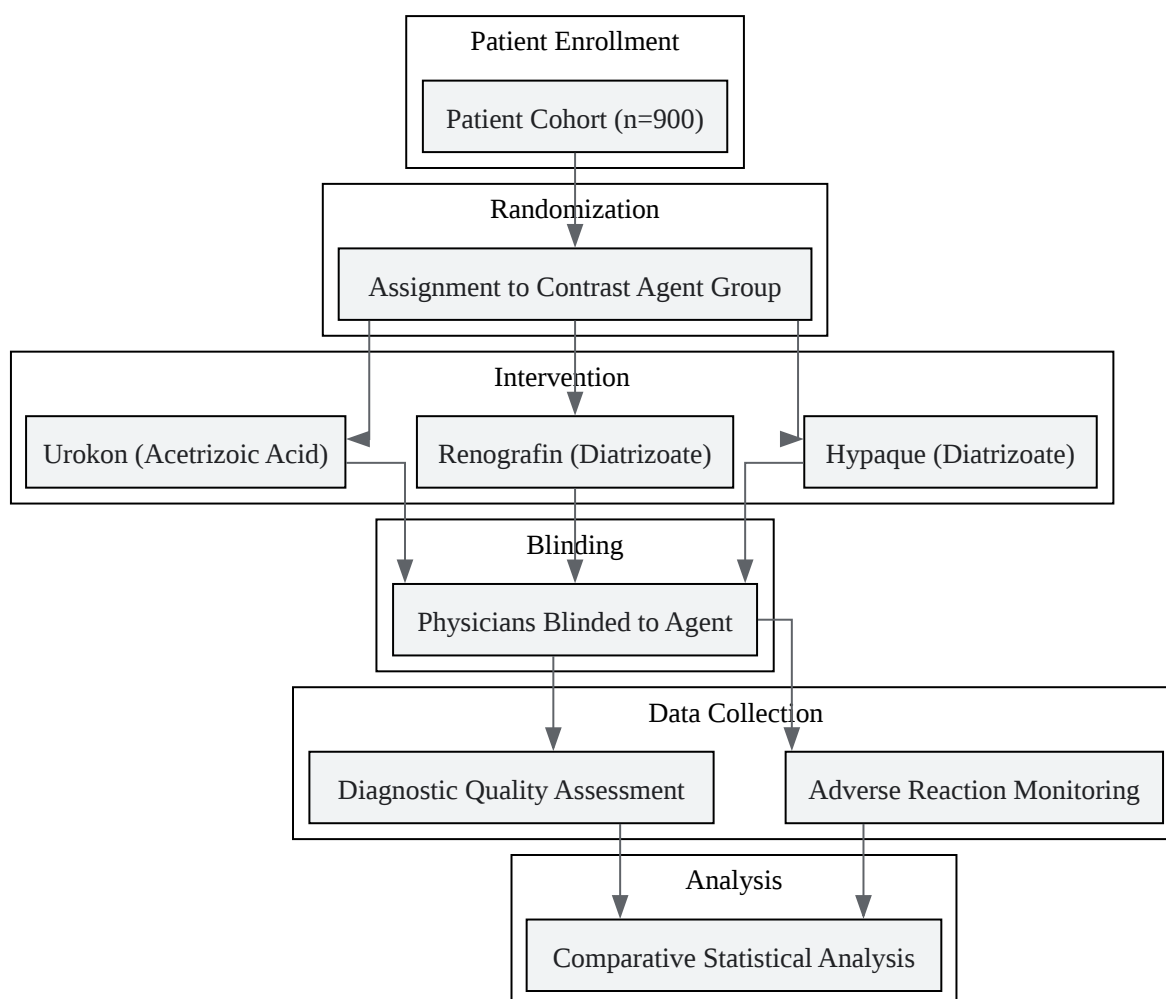 Patient Enrollment
Patient Cohort (n=900)
Randomization
Assignment to Contrast Agent Group
Intervention
Urokon (Acetrizoic Acid)
Renografin (Diatrizoate)
Hypaque (Diatrizoate)
Blinding
Physicians Blinded to Agent
Data Collection
Diagnostic Quality Assessment
Adverse Reaction Monitoring
Analysis
Comparative Statistical Analysis